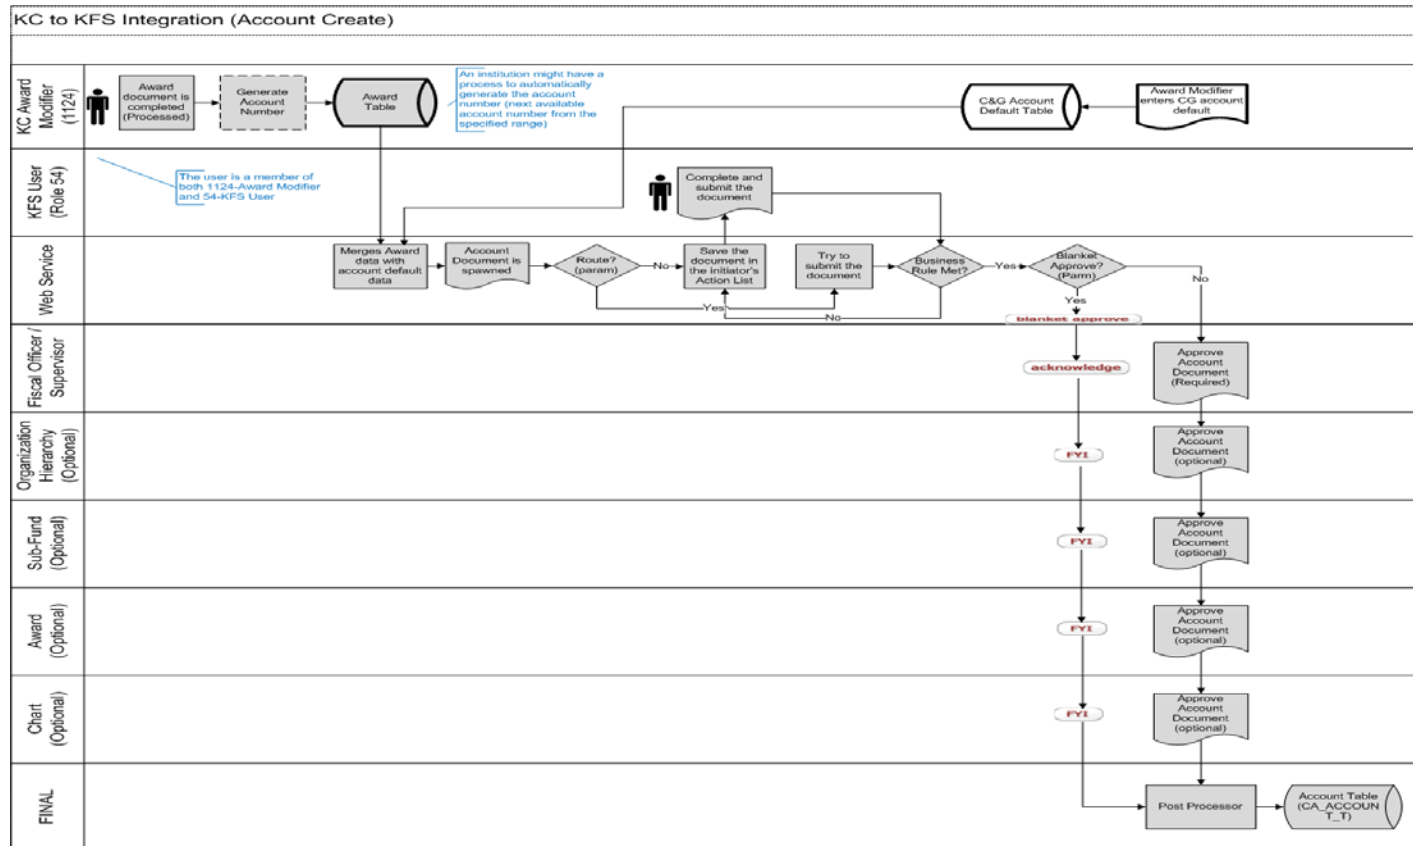 KC to KFS Integration (Account Create)
KC Award
Modifier
(1124)
Award
document is
completed
(Processed)
Generate
Account
Number
Award
Table
An institution might have a
process to automatically
generate the account
number (next available
account number from the
specified range)
C&G Account
Default Table
Award Modifier
enters CG account
default
KFS User
(Role 54)
The user is a member of
both 1124-Award Modifier
and 54-KFS User
Complete and
submit the
document
Web Service
Merges Award
data with
account default
data
Account
Document is
spawned
Route?
(param)
No
Save the
document in
the initiator's
Action List
Try to
submit the
document
Business
Rule Met?
Yes
Blanket
Approve?
(Parm)
No
Yes
No
Yes
blanket approve
Fiscal Officer /
Supervisor
acknowledge
Approve
Account
Document
(Required)
Organization
Hierarchy
(Optional)
FYI
Approve
Account
Document
(optional)
Sub-Fund
(Optional)
FYI
Approve
Account
Document
(optional)
Award
(Optional)
FYI
Approve
Account
Document
(optional)
Chart
(Optional)
FYI
Approve
Account
Document
(optional)
FINAL
Post Processor
Account Table
(CA_ACCOUN
T_T)